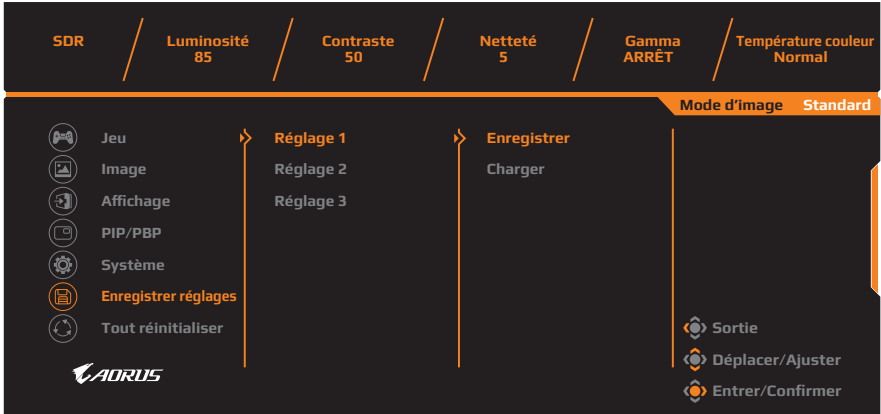 SDR
Luminosité
85
Contraste
50
Netteté
5
Gamma
ARRÊT
Température couleur
Normal
Mode d'image Standard
Jeu
Image
Affichage
PIP/PBP
Système
Enregistrer réglages
Tout réinitialiser
Réglage 1
Réglage 2
Réglage 3
Enregistrer
Charger
Sortie
Déplacer/Ajuster
Entrer/Confirmer
AORUS